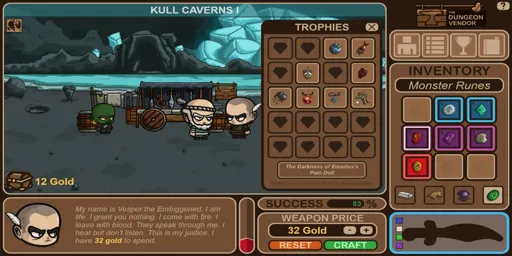 KULL CAVERNS I
THE
DUNGEON
VENDOR
?
TROPHIES
X
INVENTORY
Monster Runes
The Darkness of Emerius's
Pain Doll
12 Gold
SUCCESS 83 %
WEAPON PRICE
32 Gold - +
RESET CRAFT
My name is Vesper the Embiggened. I am
life. I grant you nothing. I come with fire. I
leave with blood. They speak through me. I
hear but don't listen. This is my justice. I
have 32 gold to spend.